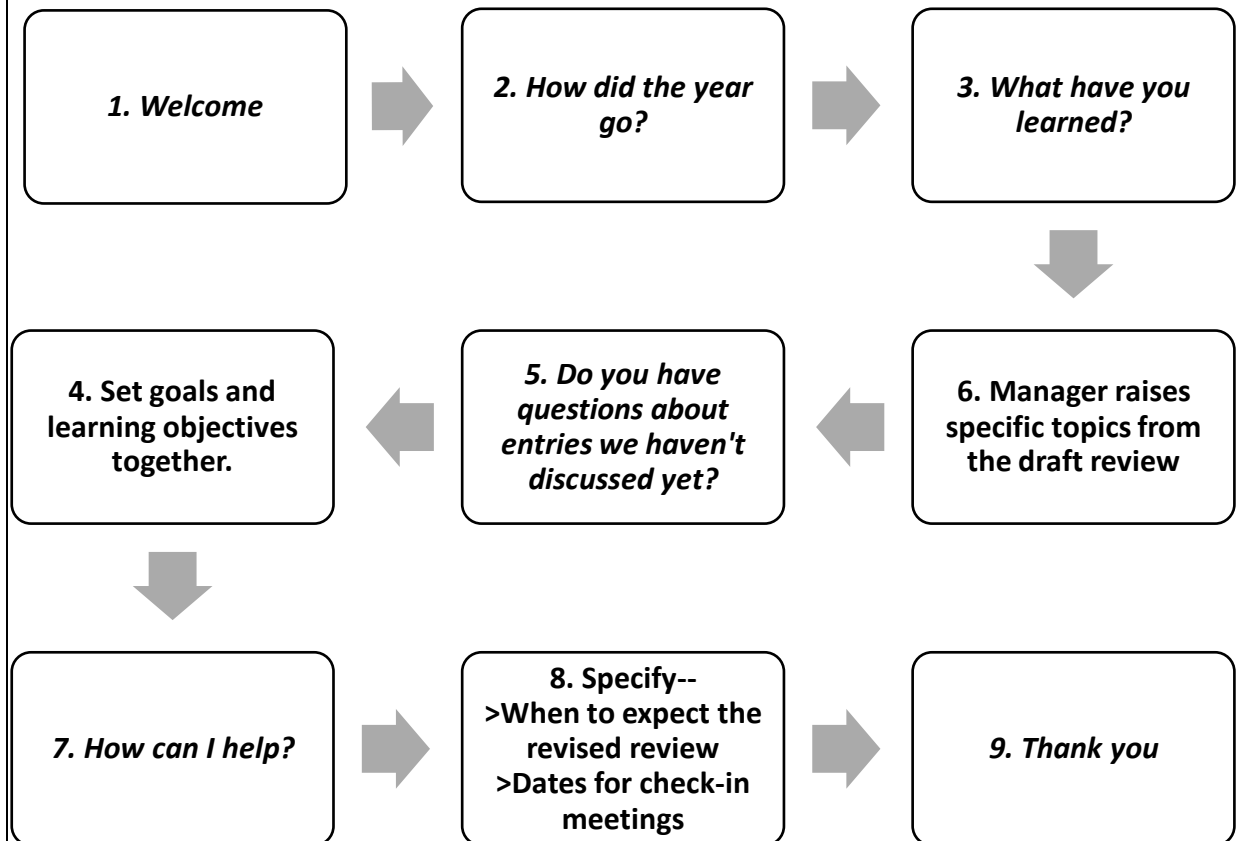 1. Welcome
2. How did the year
go?
3. What have you
learned?
4. Set goals and
learning objectives
together.
5. Do you have
questions about
entries we haven't
discussed yet?
6. Manager raises
specific topics from
the draft review
7. How can I help?
8. Specify--
>When to expect the
revised review
>Dates for check-in
meetings
9. Thank you